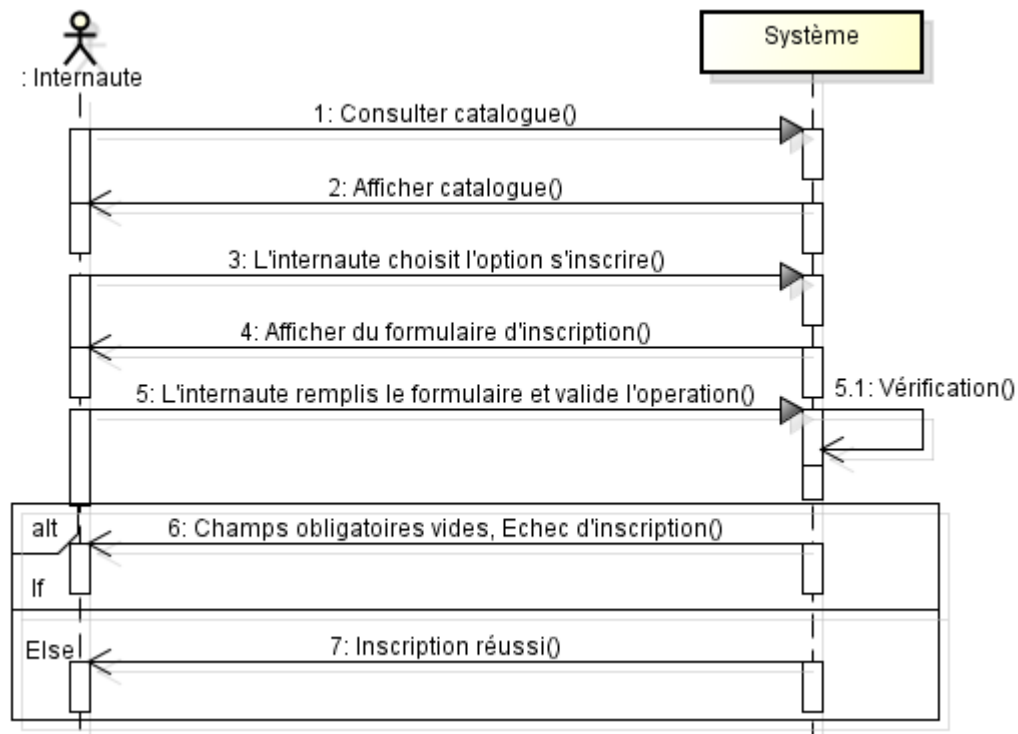 Système
: Internaute
1: Consulter catalogue()
2: Afficher catalogue()
3: L'internaute choisit l'option s'inscrire()
4: Afficher du formulaire d'inscription()
5: L'internaute remplis le formulaire et valide l'operation()
5.1: Vérification()
alt
6: Champs obligatoires vides, Echec d'inscription()
If
Else
7: Inscription réussi()